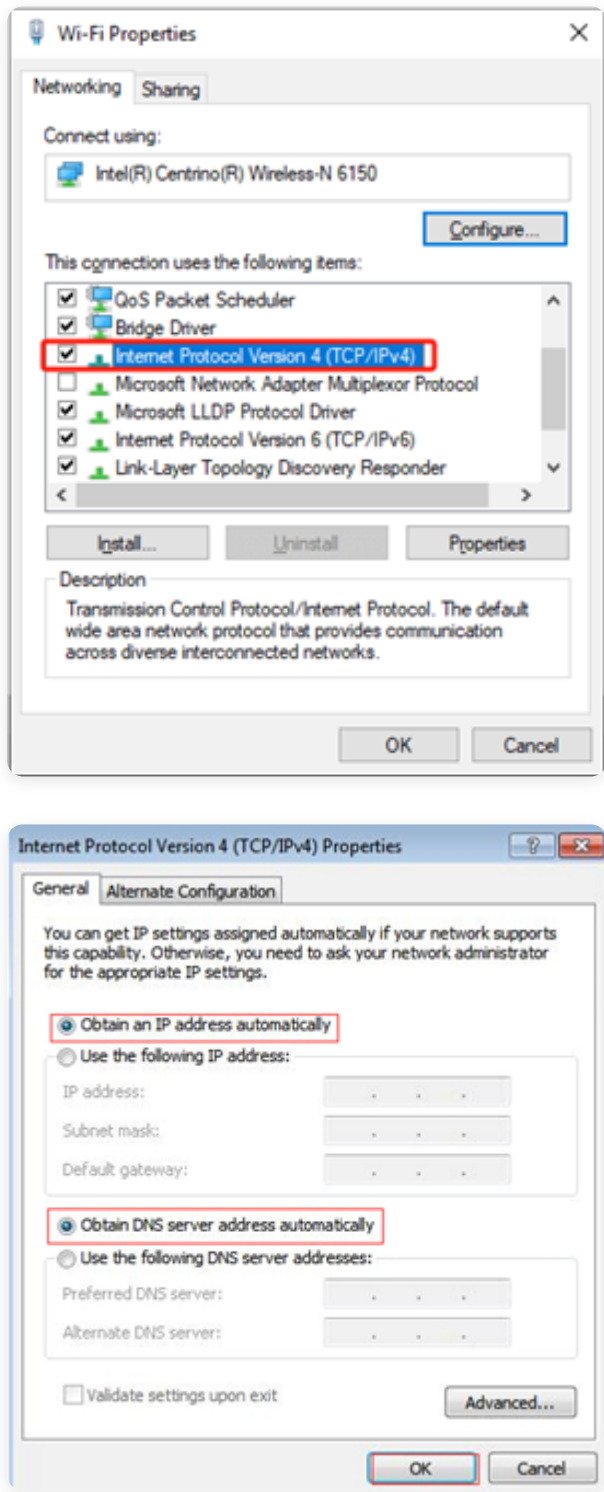 Wi-Fi Properties
Networking
Sharing
Connect using:
Intel(R) Centrino(R) Wireless-N 6150
Configure...
This connection uses the following items:
QoS Packet Scheduler
Bridge Driver
Internet Protocol Version 4 (TCP/IPv4)
Microsoft Network Adapter Multiplexor Protocol
Microsoft LLDP Protocol Driver
Internet Protocol Version 6 (TCP/IPv6)
Link-Layer Topology Discovery Responder
Install...
Uninstall
Properties
Description
Transmission Control Protocol/Internet Protocol. The default
wide area network protocol that provides communication
across diverse interconnected networks.
OK
Cancel
Internet Protocol Version 4 (TCP/IPv4) Properties
General
Alternate Configuration
You can get IP settings assigned automatically if your network supports
this capability. Otherwise, you need to ask your network administrator
for the appropriate IP settings.
Obtain an IP address automatically
Use the following IP address:
IP address:
Subnet mask:
Default gateway:
Obtain DNS server address automatically
Use the following DNS server addresses:
Preferred DNS server:
Alternate DNS server:
Validate settings upon exit
Advanced...
OK
Cancel